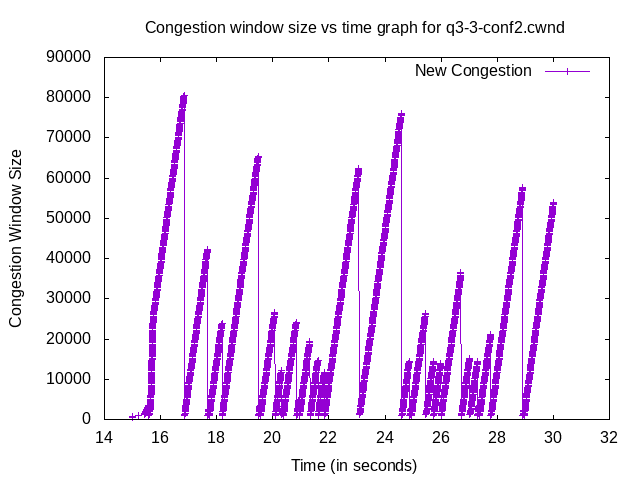 Congestion window size vs time graph for q3-3-conf2.cwnd
90000
80000
70000
60000
50000
40000
30000
20000
10000
0
New Congestion
Congestion Window Size
14 16 18 20 22 24 26 28 30 32
Time (in seconds)